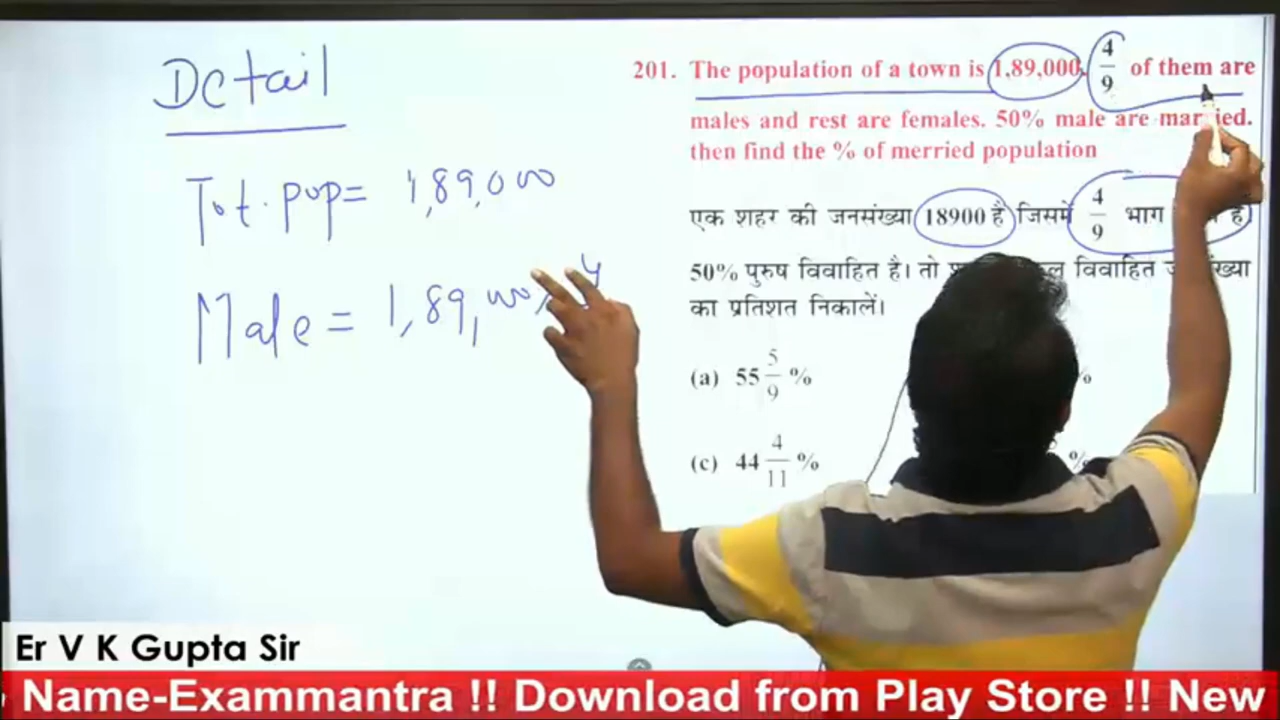 Detail
Tot. pop = 1,89,000
Male = 1,89,000 × 4
201. The population of a town is 1,89,000, 4/9 of them are
males and rest are females. 50% male are married.
then find the % of merried population
एक शहर की जनसंख्या 18900 है जिसमें 4/9 भाग है।
50% पुरुष विवाहित है। तो विवाहित
का प्रतिशत निकालें।
(a) 55 5/9 %
%
(c) 44 4/11 %
%
Er V K Gupta Sir
Name-Exammantra !! Download from Play Store !! New